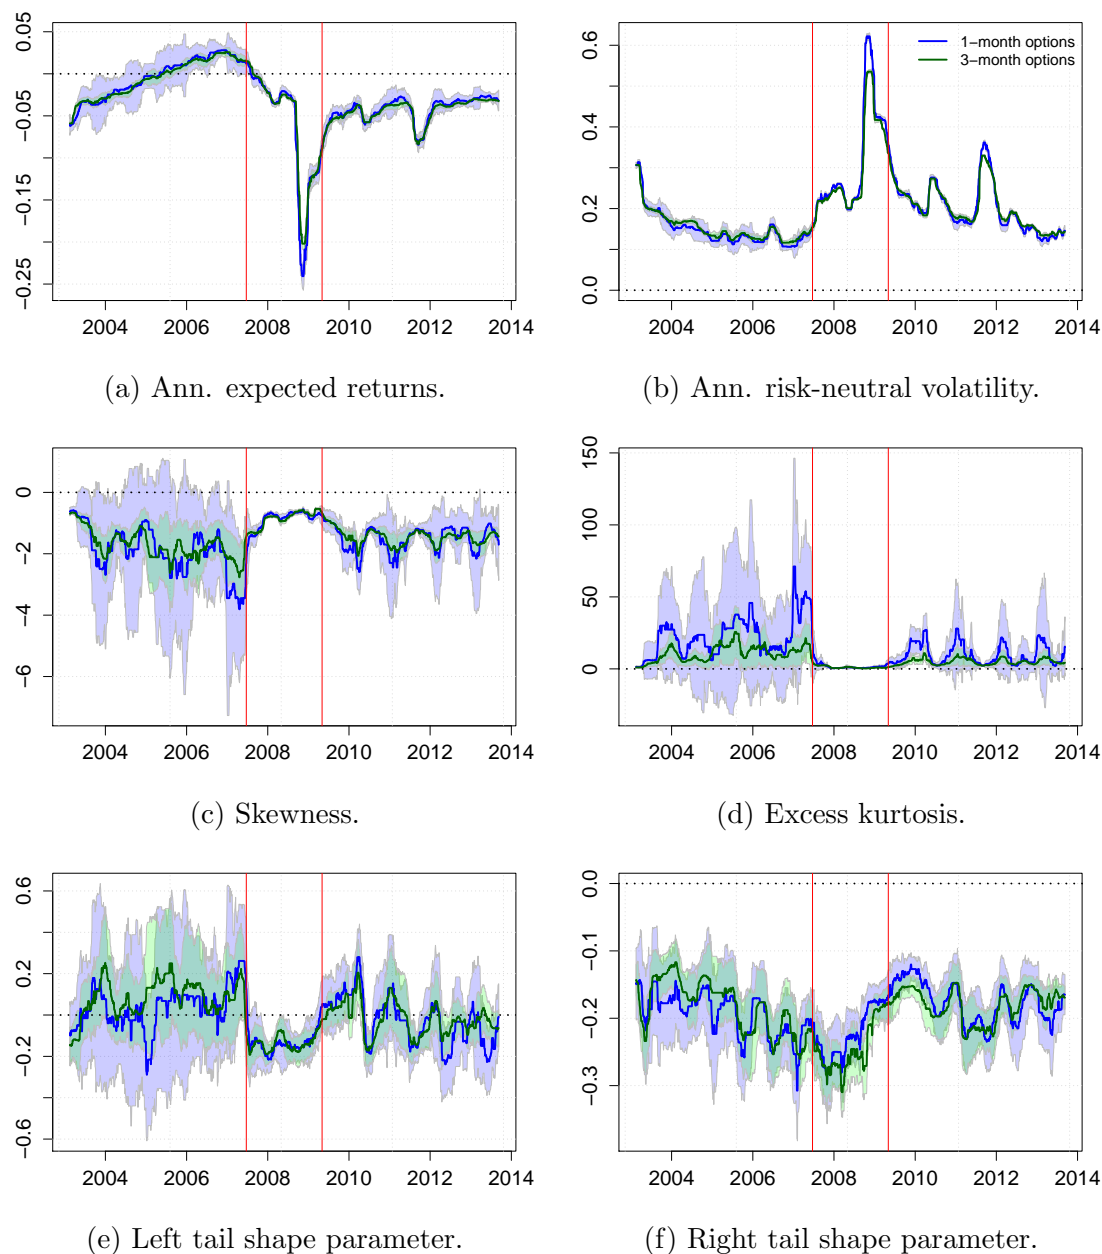 0.05
−0.05
−0.15
−0.25
2004 2006 2008 2010 2012 2014
(a) Ann. expected returns.
0.6
0.4
0.2
0.0
1−month options
3−month options
2004 2006 2008 2010 2012 2014
(b) Ann. risk-neutral volatility.
0
−2
−4
−6
2004 2006 2008 2010 2012 2014
(c) Skewness.
150
100
50
0
2004 2006 2008 2010 2012 2014
(d) Excess kurtosis.
0.6
0.2
−0.2
−0.6
2004 2006 2008 2010 2012 2014
(e) Left tail shape parameter.
0.0
−0.1
−0.2
−0.3
2004 2006 2008 2010 2012 2014
(f) Right tail shape parameter.